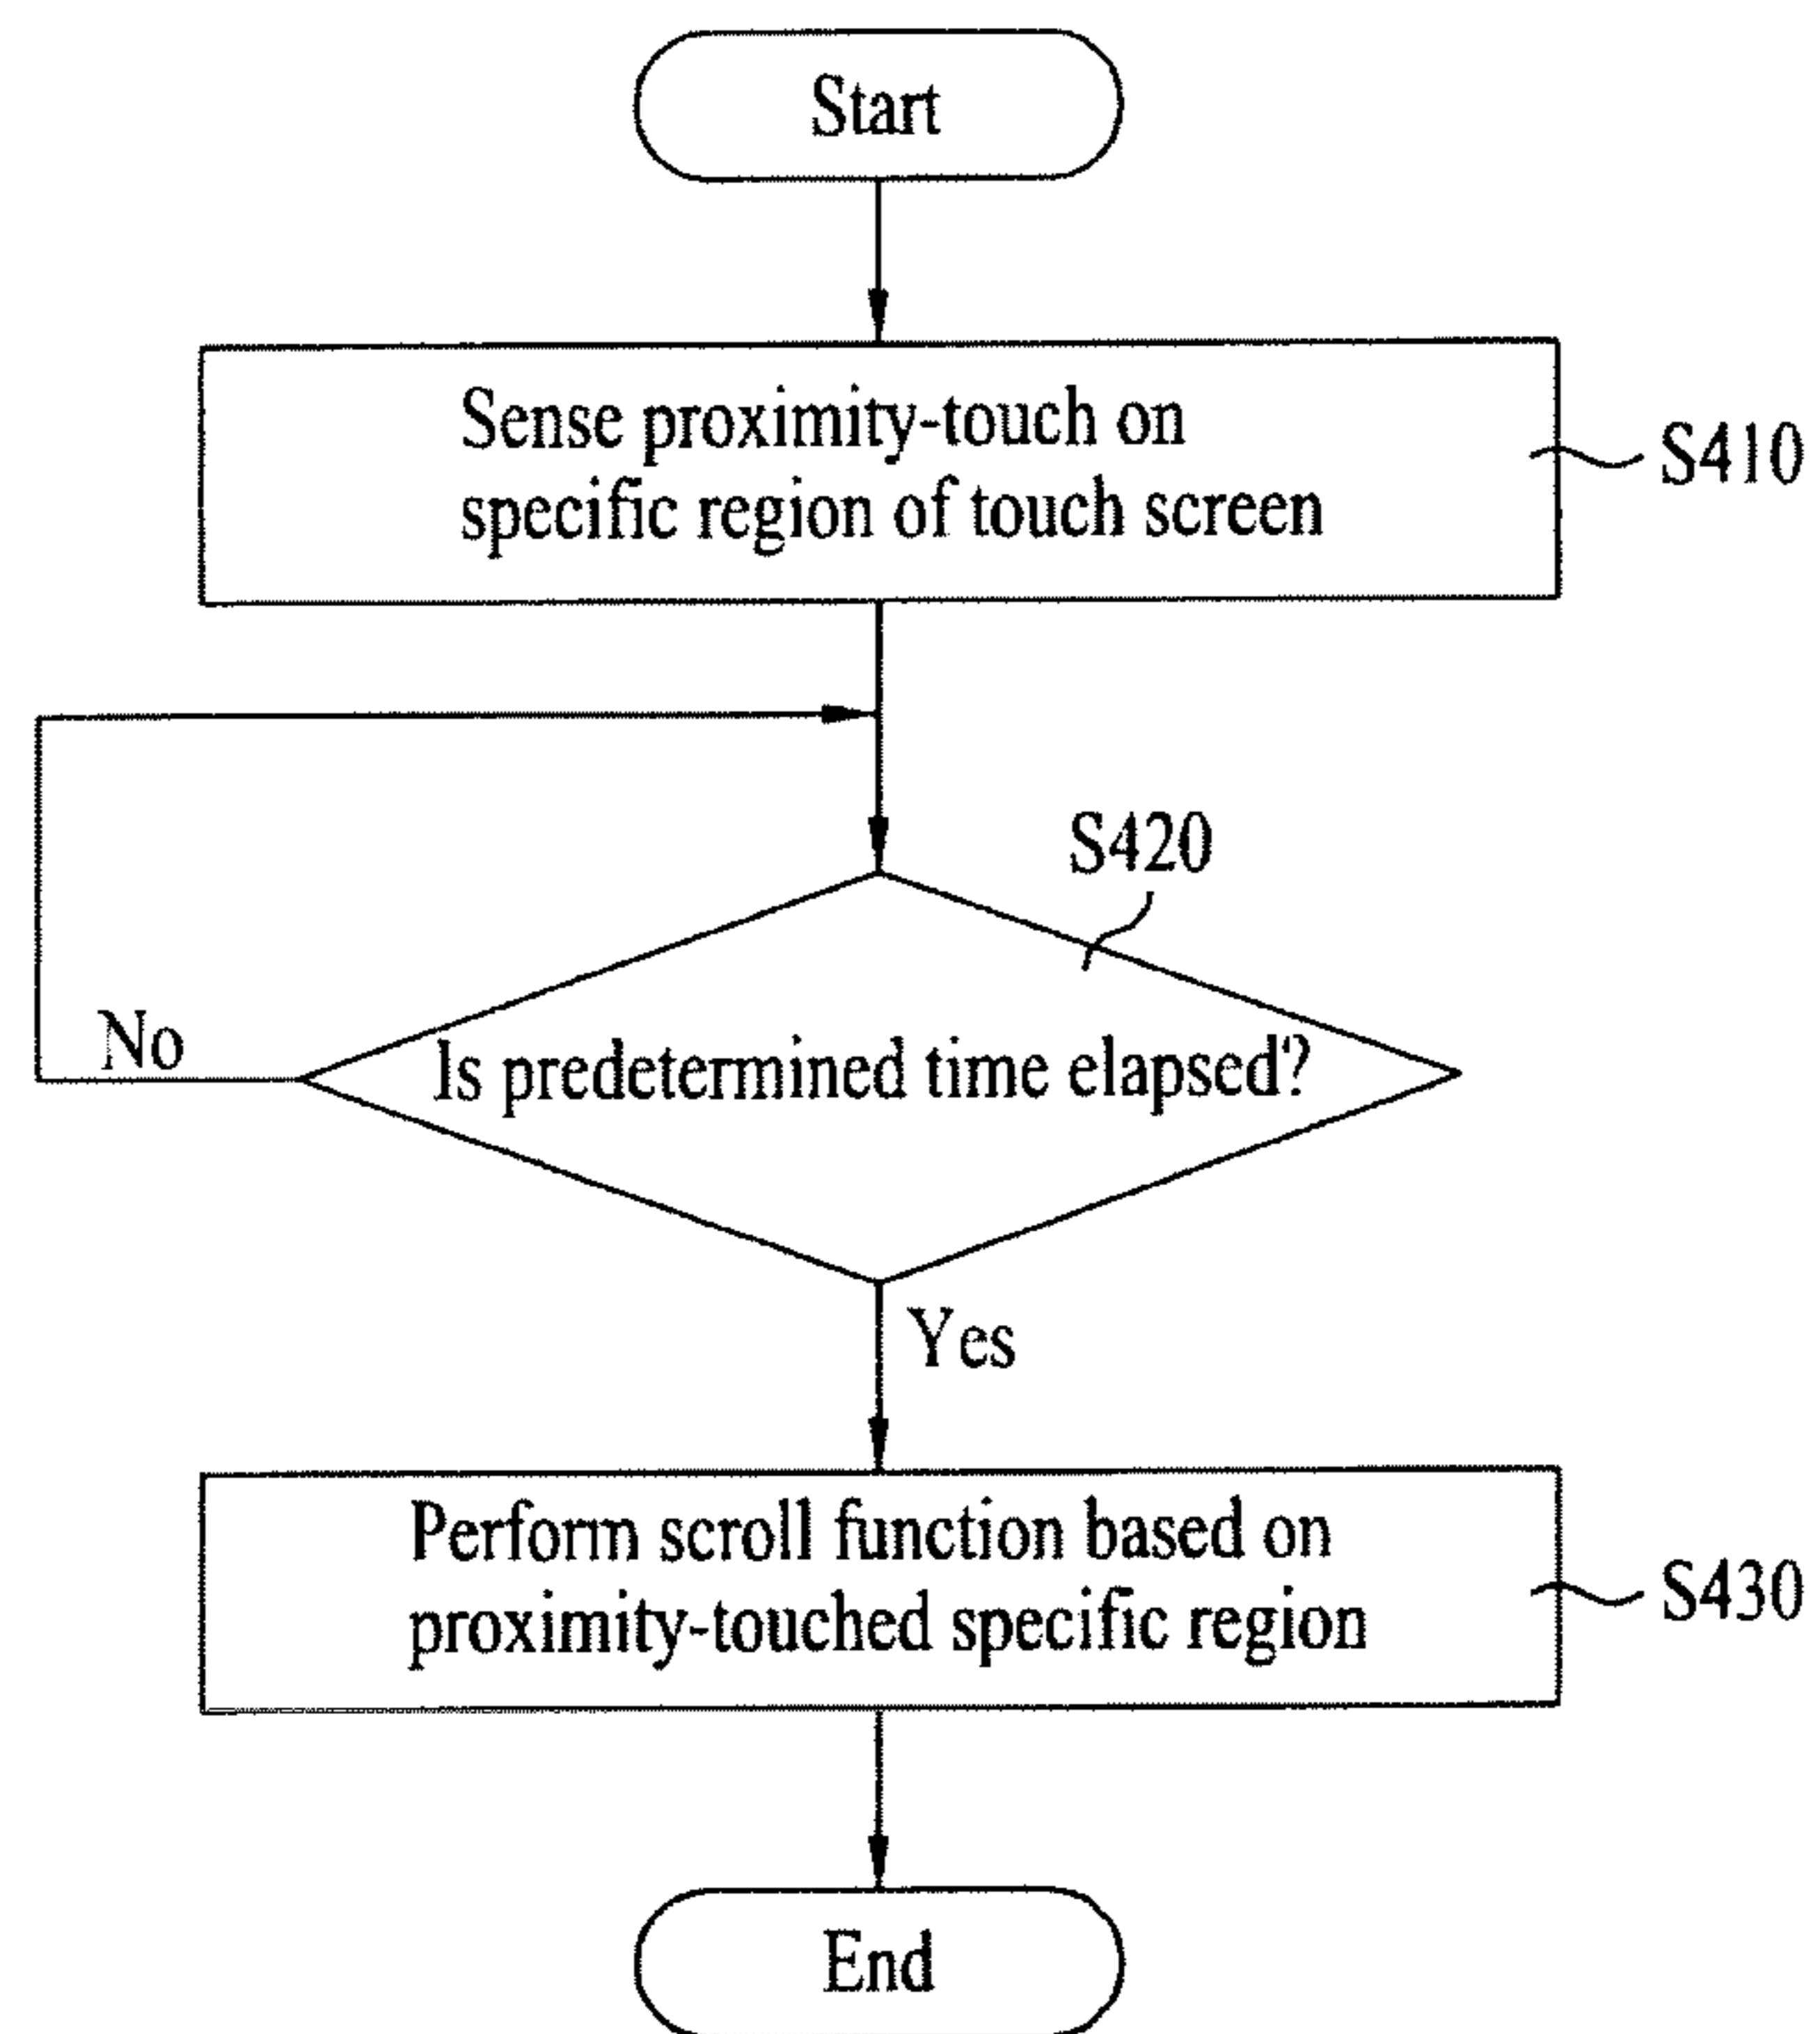 Start
Sense proximity-touch on
specific region of touch screen
S410
S420
Is predetermined time elapsed?
No
Yes
Perform scroll function based on
proximity-touched specific region
S430
End